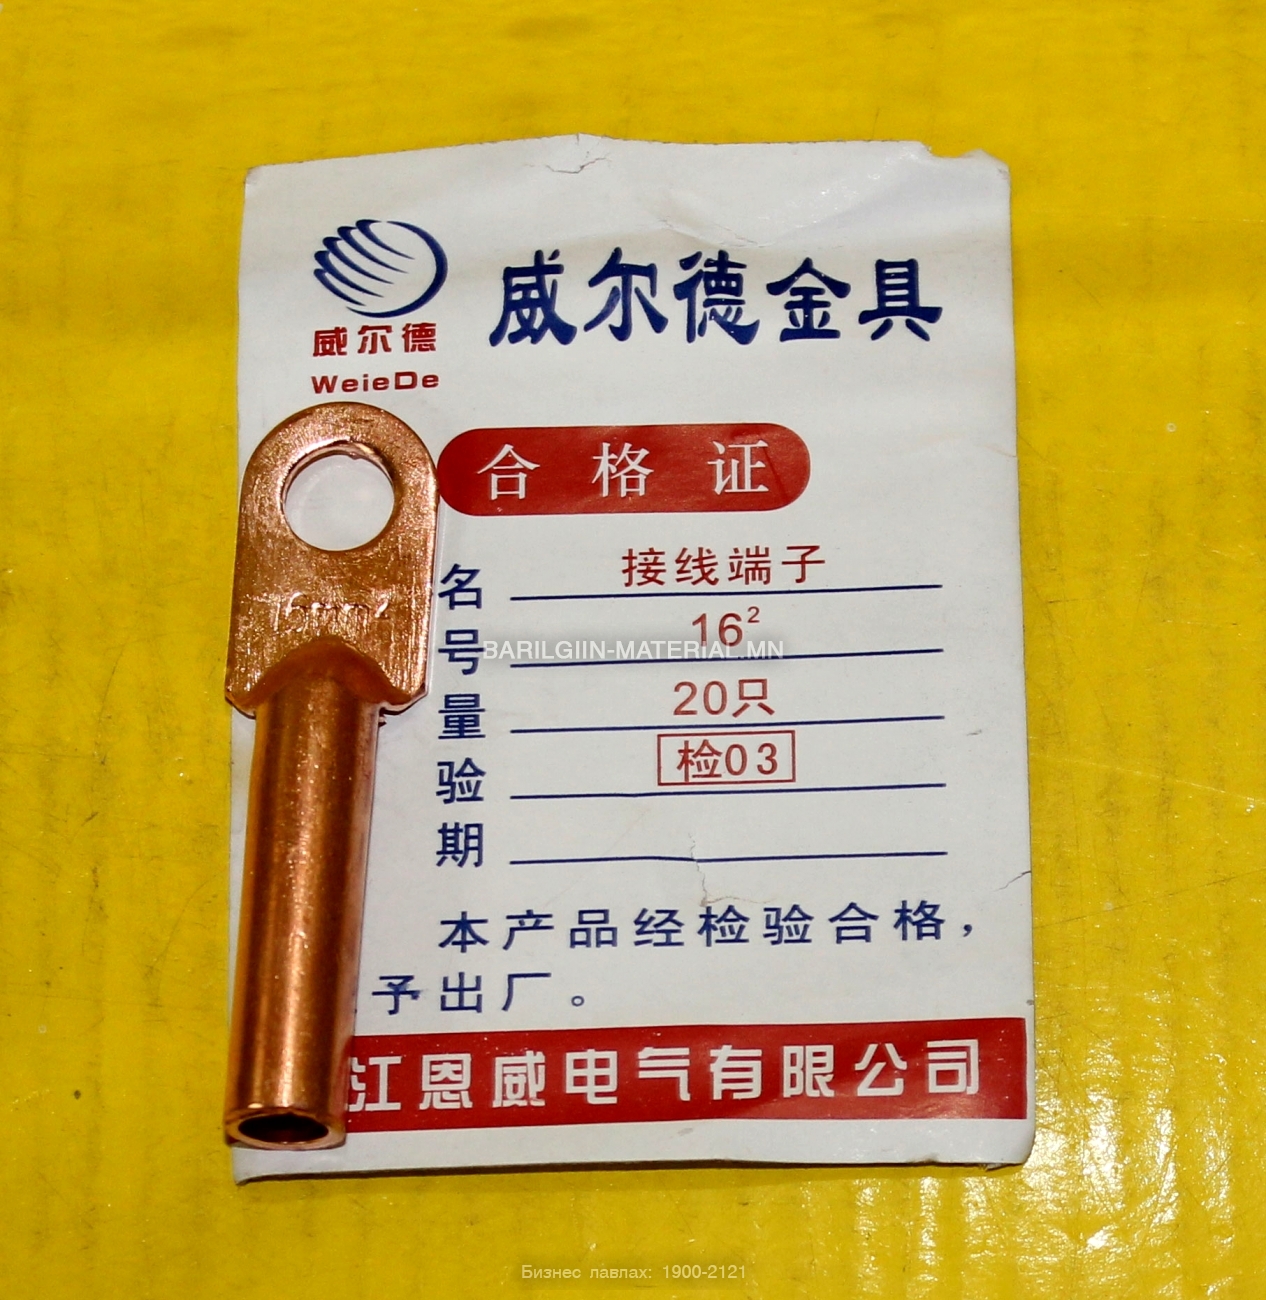 威尔德
WeieDe
威尔德金具
合格证
名 接线端子
号 16²
BARILGIIN-MATERIAL.MN
量 20只
验 检03
期
16mm²
本产品经检验合格，
予出厂。
江恩威电气有限公司
Бизнес лавлах: 1900-2121